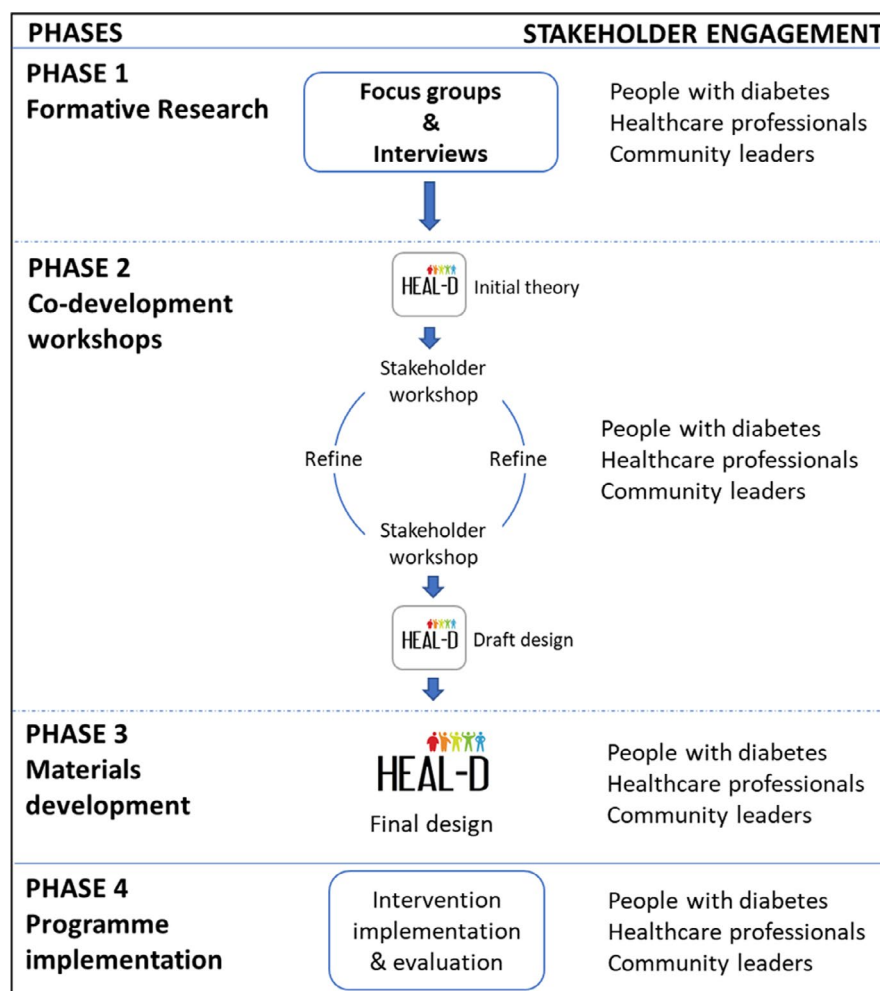 PHASES
STAKEHOLDER ENGAGEMENT
PHASE 1
Formative Research
Focus groups
&
Interviews
People with diabetes
Healthcare professionals
Community leaders
PHASE 2
Co-development
workshops
HEAL-D
Initial theory
Stakeholder
workshop
Refine
Refine
Stakeholder
workshop
HEAL-D
Draft design
People with diabetes
Healthcare professionals
Community leaders
PHASE 3
Materials
development
HEAL-D
Final design
People with diabetes
Healthcare professionals
Community leaders
PHASE 4
Programme
implementation
Intervention
implementation
& evaluation
People with diabetes
Healthcare professionals
Community leaders